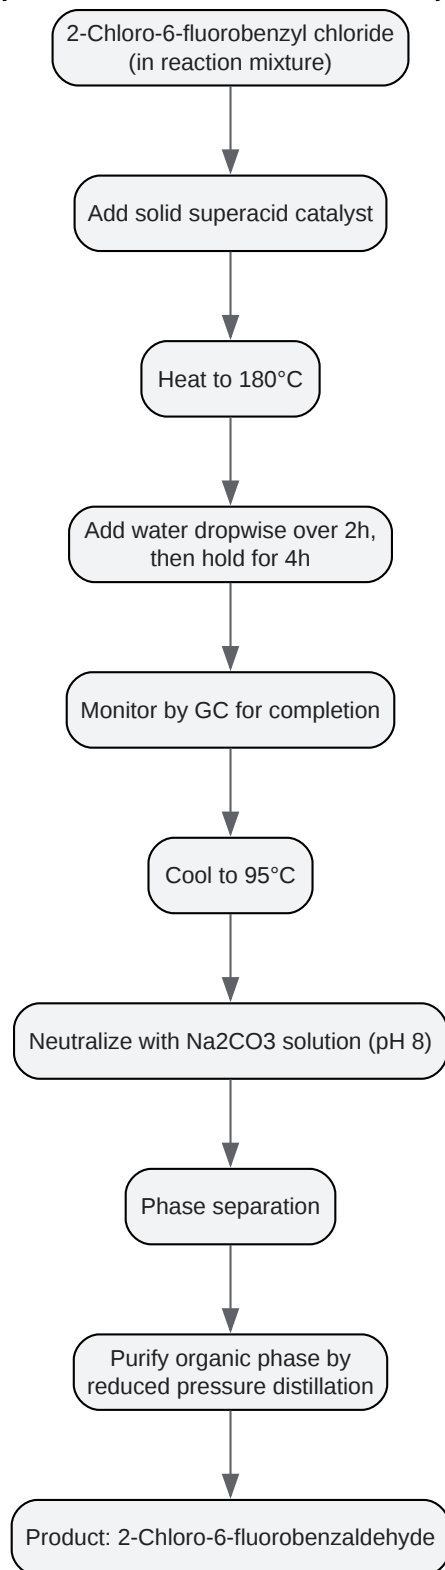 2-Chloro-6-fluorobenzyl chloride
(in reaction mixture)
Add solid superacid catalyst
Heat to 180°C
Add water dropwise over 2h,
then hold for 4h
Monitor by GC for completion
Cool to 95°C
Neutralize with Na2CO3 solution (pH 8)
Phase separation
Purify organic phase by
reduced pressure distillation
Product: 2-Chloro-6-fluorobenzaldehyde